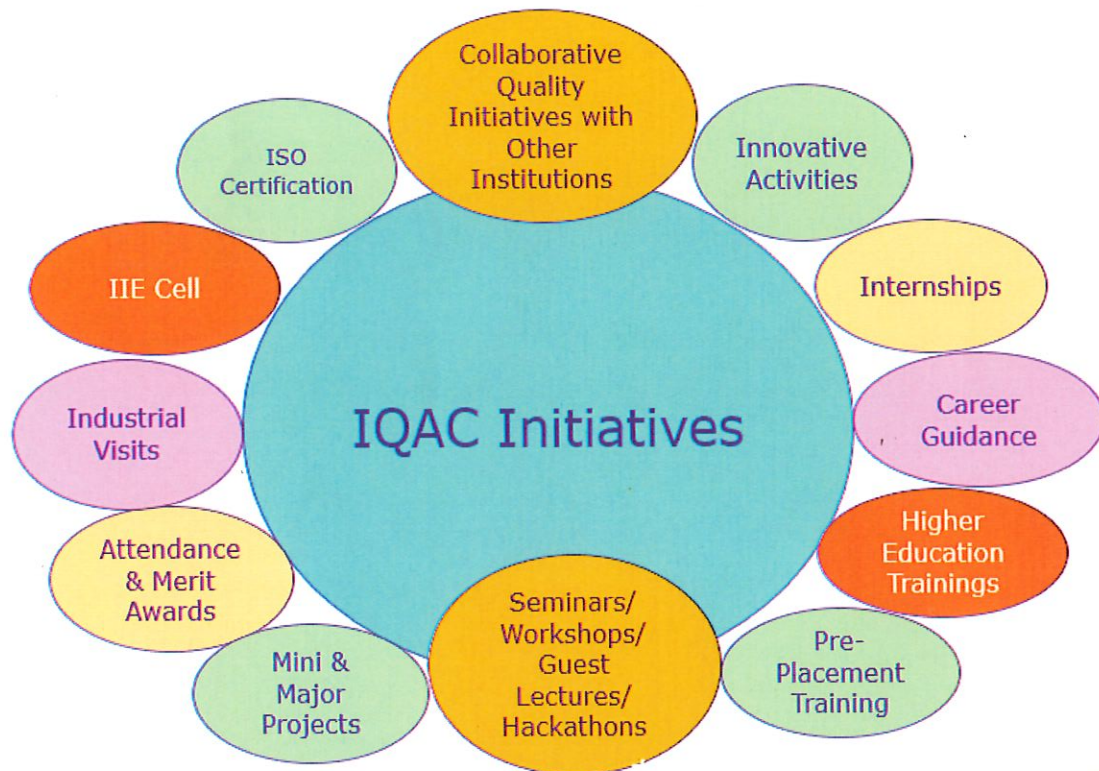 Collaborative
Quality
Initiatives with
Other
Institutions
Innovative
Activities
Internships
Career
Guidance
Higher
Education
Trainings
Pre-
Placement
Training
Seminars/
Workshops/
Guest
Lectures/
Hackathons
Mini &
Major
Projects
Attendance
& Merit
Awards
Industrial
Visits
IIE Cell
ISO
Certification
IQAC Initiatives